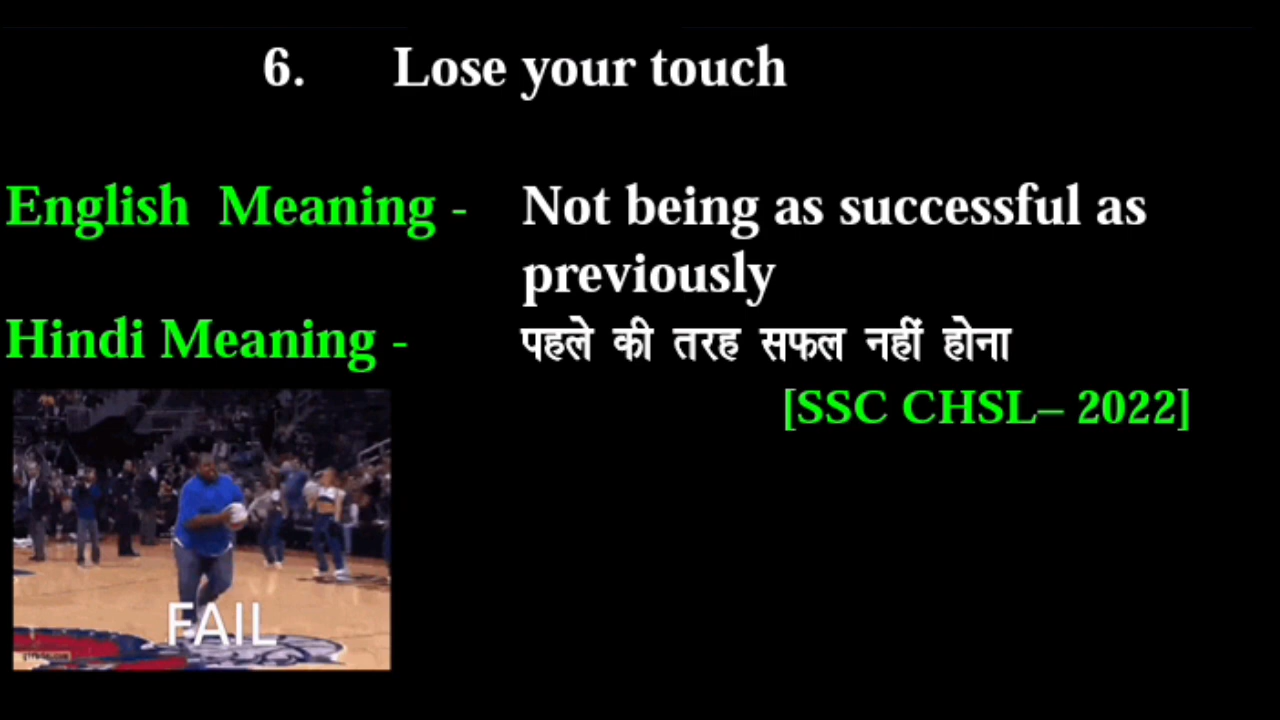 6. Lose your touch
English Meaning - Not being as successful as
previously
Hindi Meaning - पहले की तरह सफल नहीं होना
[SSC CHSL– 2022]
FAIL